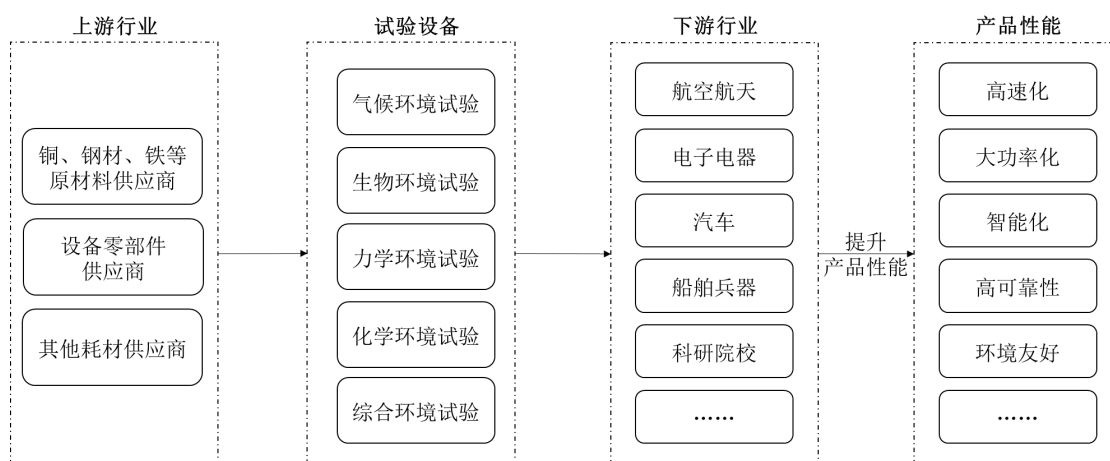 上游行业
铜、钢材、铁等
原材料供应商
设备零部件
供应商
其他耗材供应商
试验设备
气候环境试验
生物环境试验
力学环境试验
化学环境试验
综合环境试验
下游行业
航空航天
电子电器
汽车
船舶兵器
科研院校
……
提升
产品性能
产品性能
高速化
大功率化
智能化
高可靠性
环境友好
……